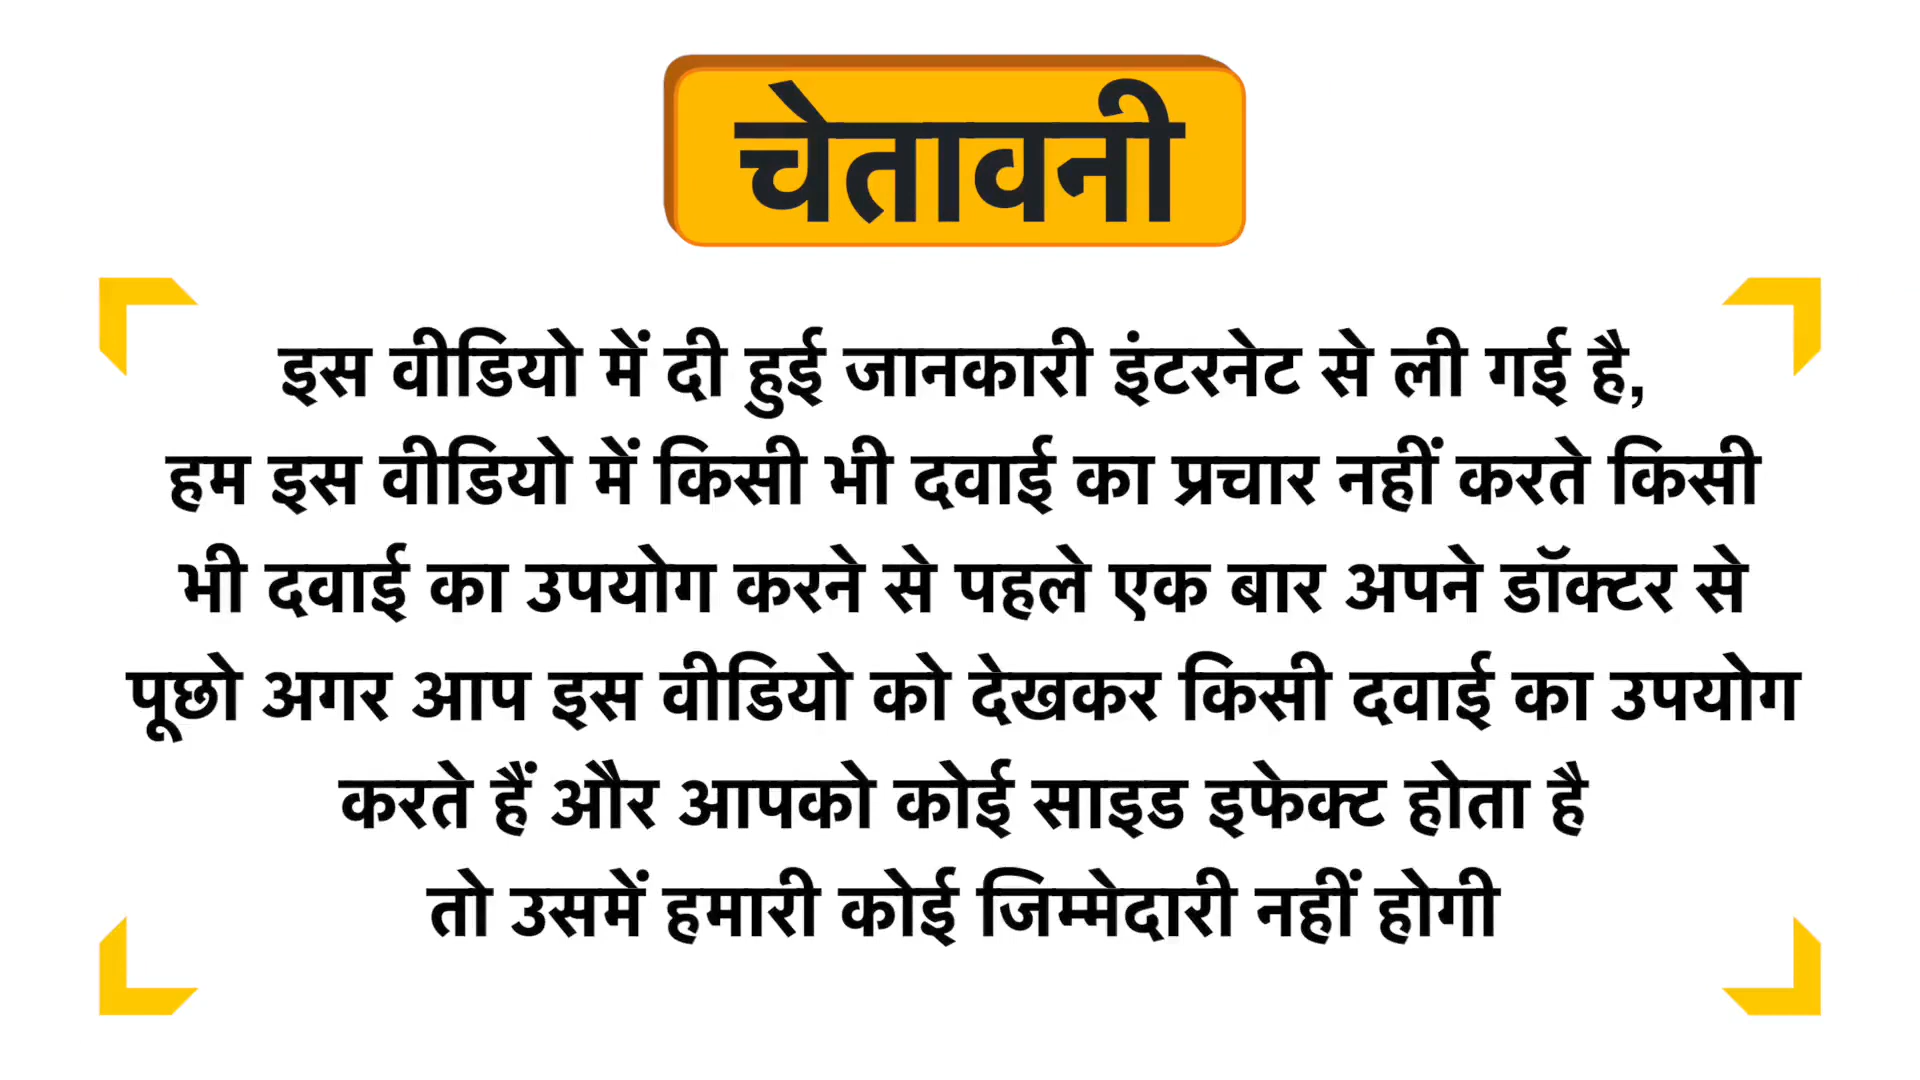 चेतावनी
इस वीडियो में दी हुई जानकारी इंटरनेट से ली गई है,
हम इस वीडियो में किसी भी दवाई का प्रचार नहीं करते किसी
भी दवाई का उपयोग करने से पहले एक बार अपने डॉक्टर से
पूछो अगर आप इस वीडियो को देखकर किसी दवाई का उपयोग
करते हैं और आपको कोई साइड इफेक्ट होता है
तो उसमें हमारी कोई जिम्मेदारी नहीं होगी